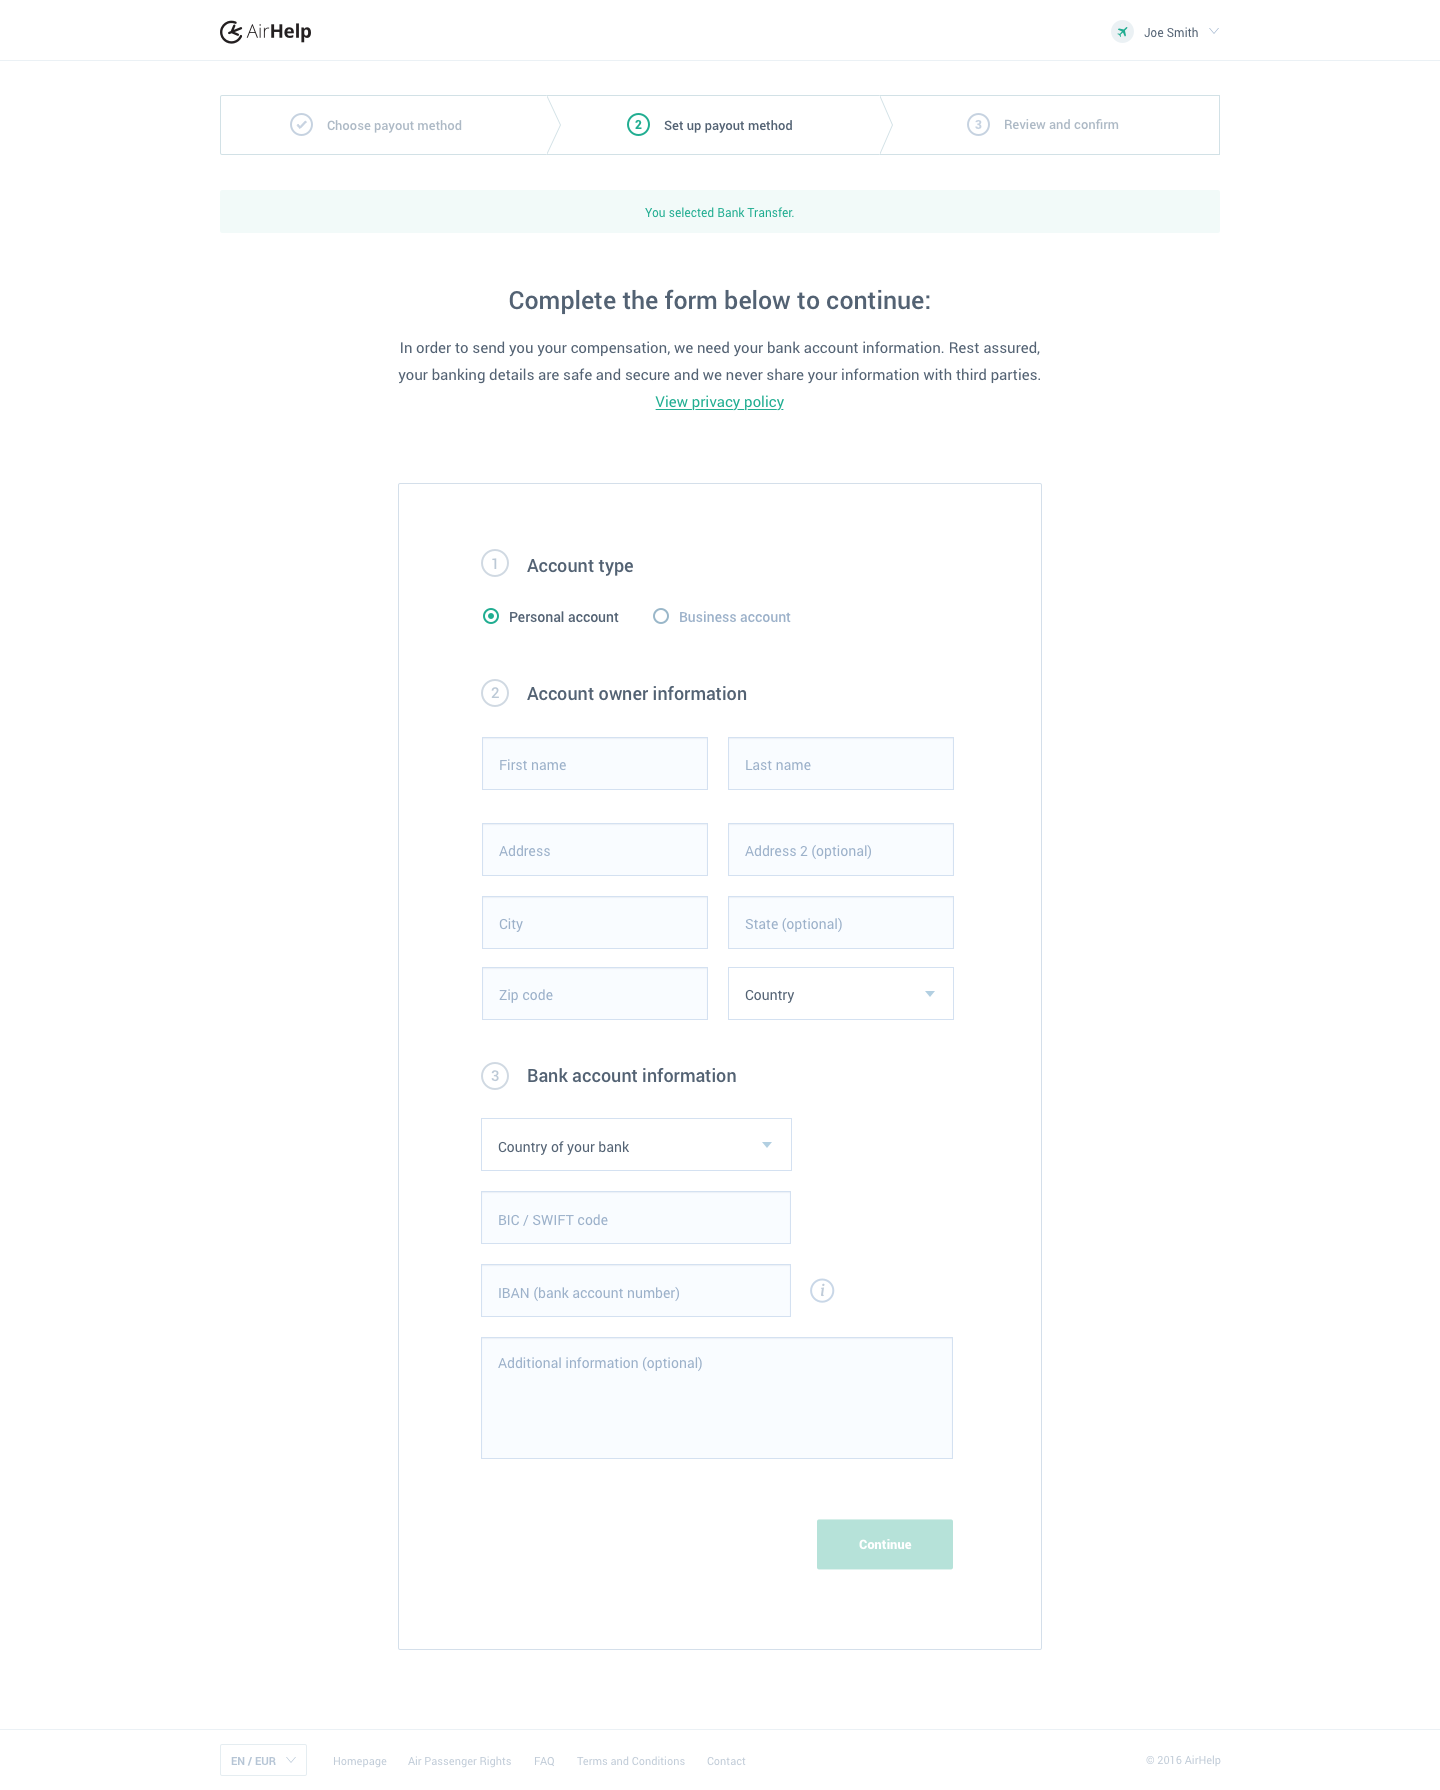 AirHelp
Joe Smith
Choose payout method
2 Set up payout method
3 Review and confirm
You selected Bank Transfer.
Complete the form below to continue:
In order to send you your compensation, we need your bank account information. Rest assured,
your banking details are safe and secure and we never share your information with third parties.
View privacy policy
1 Account type
Personal account
Business account
2 Account owner information
First name
Last name
Address
Address 2 (optional)
City
State (optional)
Zip code
Country
3 Bank account information
Country of your bank
BIC / SWIFT code
IBAN (bank account number)
i
Additional information (optional)
Continue
EN / EUR
Homepage
Air Passenger Rights
FAQ
Terms and Conditions
Contact
© 2016 AirHelp